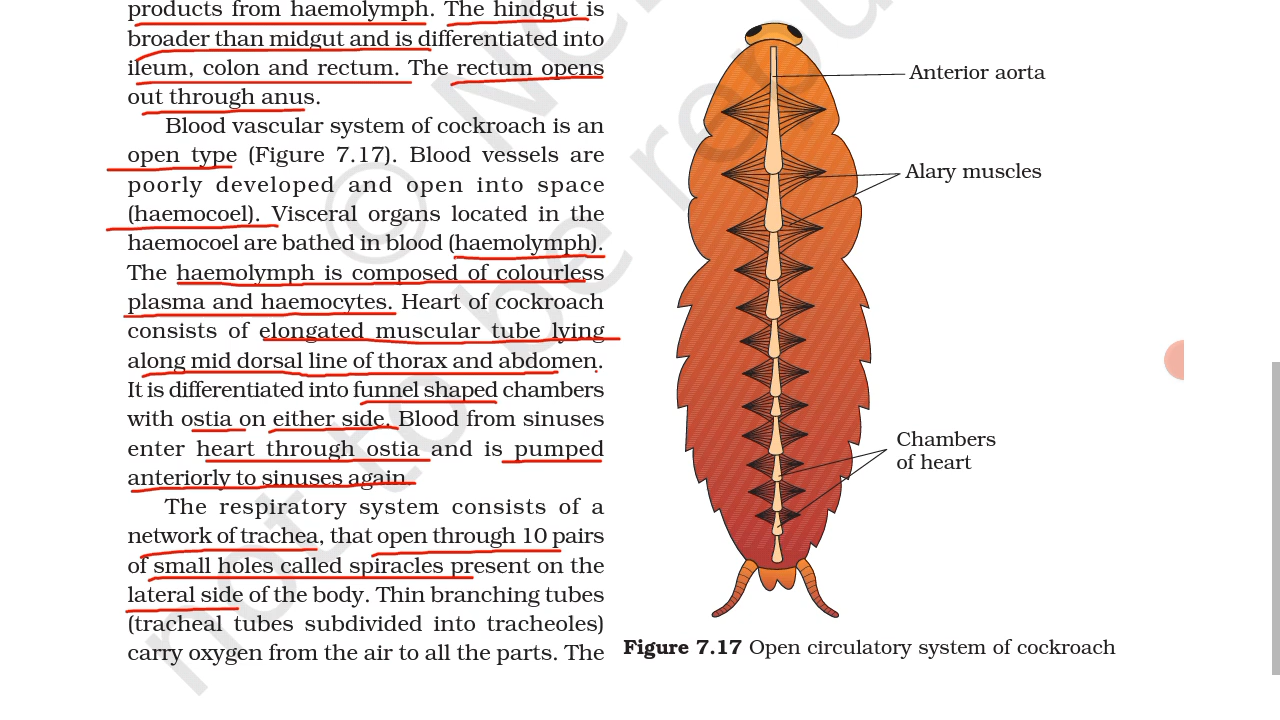 products from haemolymph. The hindgut is
broader than midgut and is differentiated into
ileum, colon and rectum. The rectum opens
out through anus.
Blood vascular system of cockroach is an
open type (Figure 7.17). Blood vessels are
poorly developed and open into space
(haemocoel). Visceral organs located in the
haemocoel are bathed in blood (haemolymph).
The haemolymph is composed of colourless
plasma and haemocytes. Heart of cockroach
consists of elongated muscular tube lying
along mid dorsal line of thorax and abdomen.
It is differentiated into funnel shaped chambers
with ostia on either side. Blood from sinuses
enter heart through ostia and is pumped
anteriorly to sinuses again.
The respiratory system consists of a
network of trachea, that open through 10 pairs
of small holes called spiracles present on the
lateral side of the body. Thin branching tubes
(tracheal tubes subdivided into tracheoles)
carry oxygen from the air to all the parts. The
Anterior aorta
Alary muscles
Chambers
of heart
Figure 7.17 Open circulatory system of cockroach
not to be